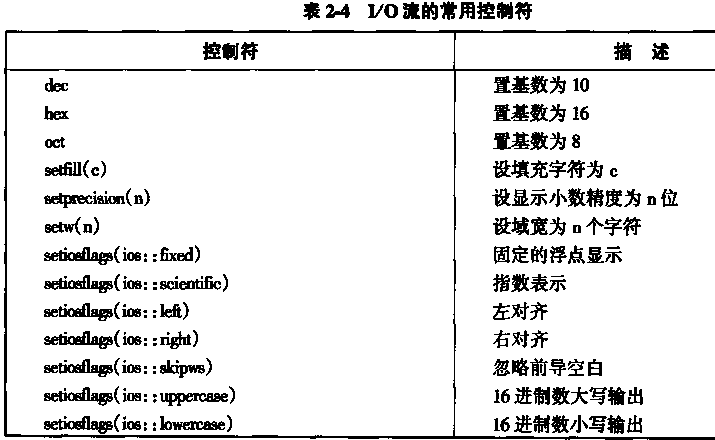 表 2-4 I/O 流的常用控制符
控制符 描 述
dec 置基数为 10
hex 置基数为 16
oct 置基数为 8
setfill(c) 设填充字符为 c
setprecision(n) 设显示小数精度为 n 位
setw(n) 设域宽为 n 个字符
setiosflags(ios::fixed) 固定的浮点显示
setiosflags(ios::scientific) 指数表示
setiosflags(ios::left) 左对齐
setiosflags(ios::right) 右对齐
setiosflags(ios::skipws) 忽略前导空白
setiosflags(ios::uppercase) 16 进制数大写输出
setiosflags(ios::lowercase) 16 进制数小写输出